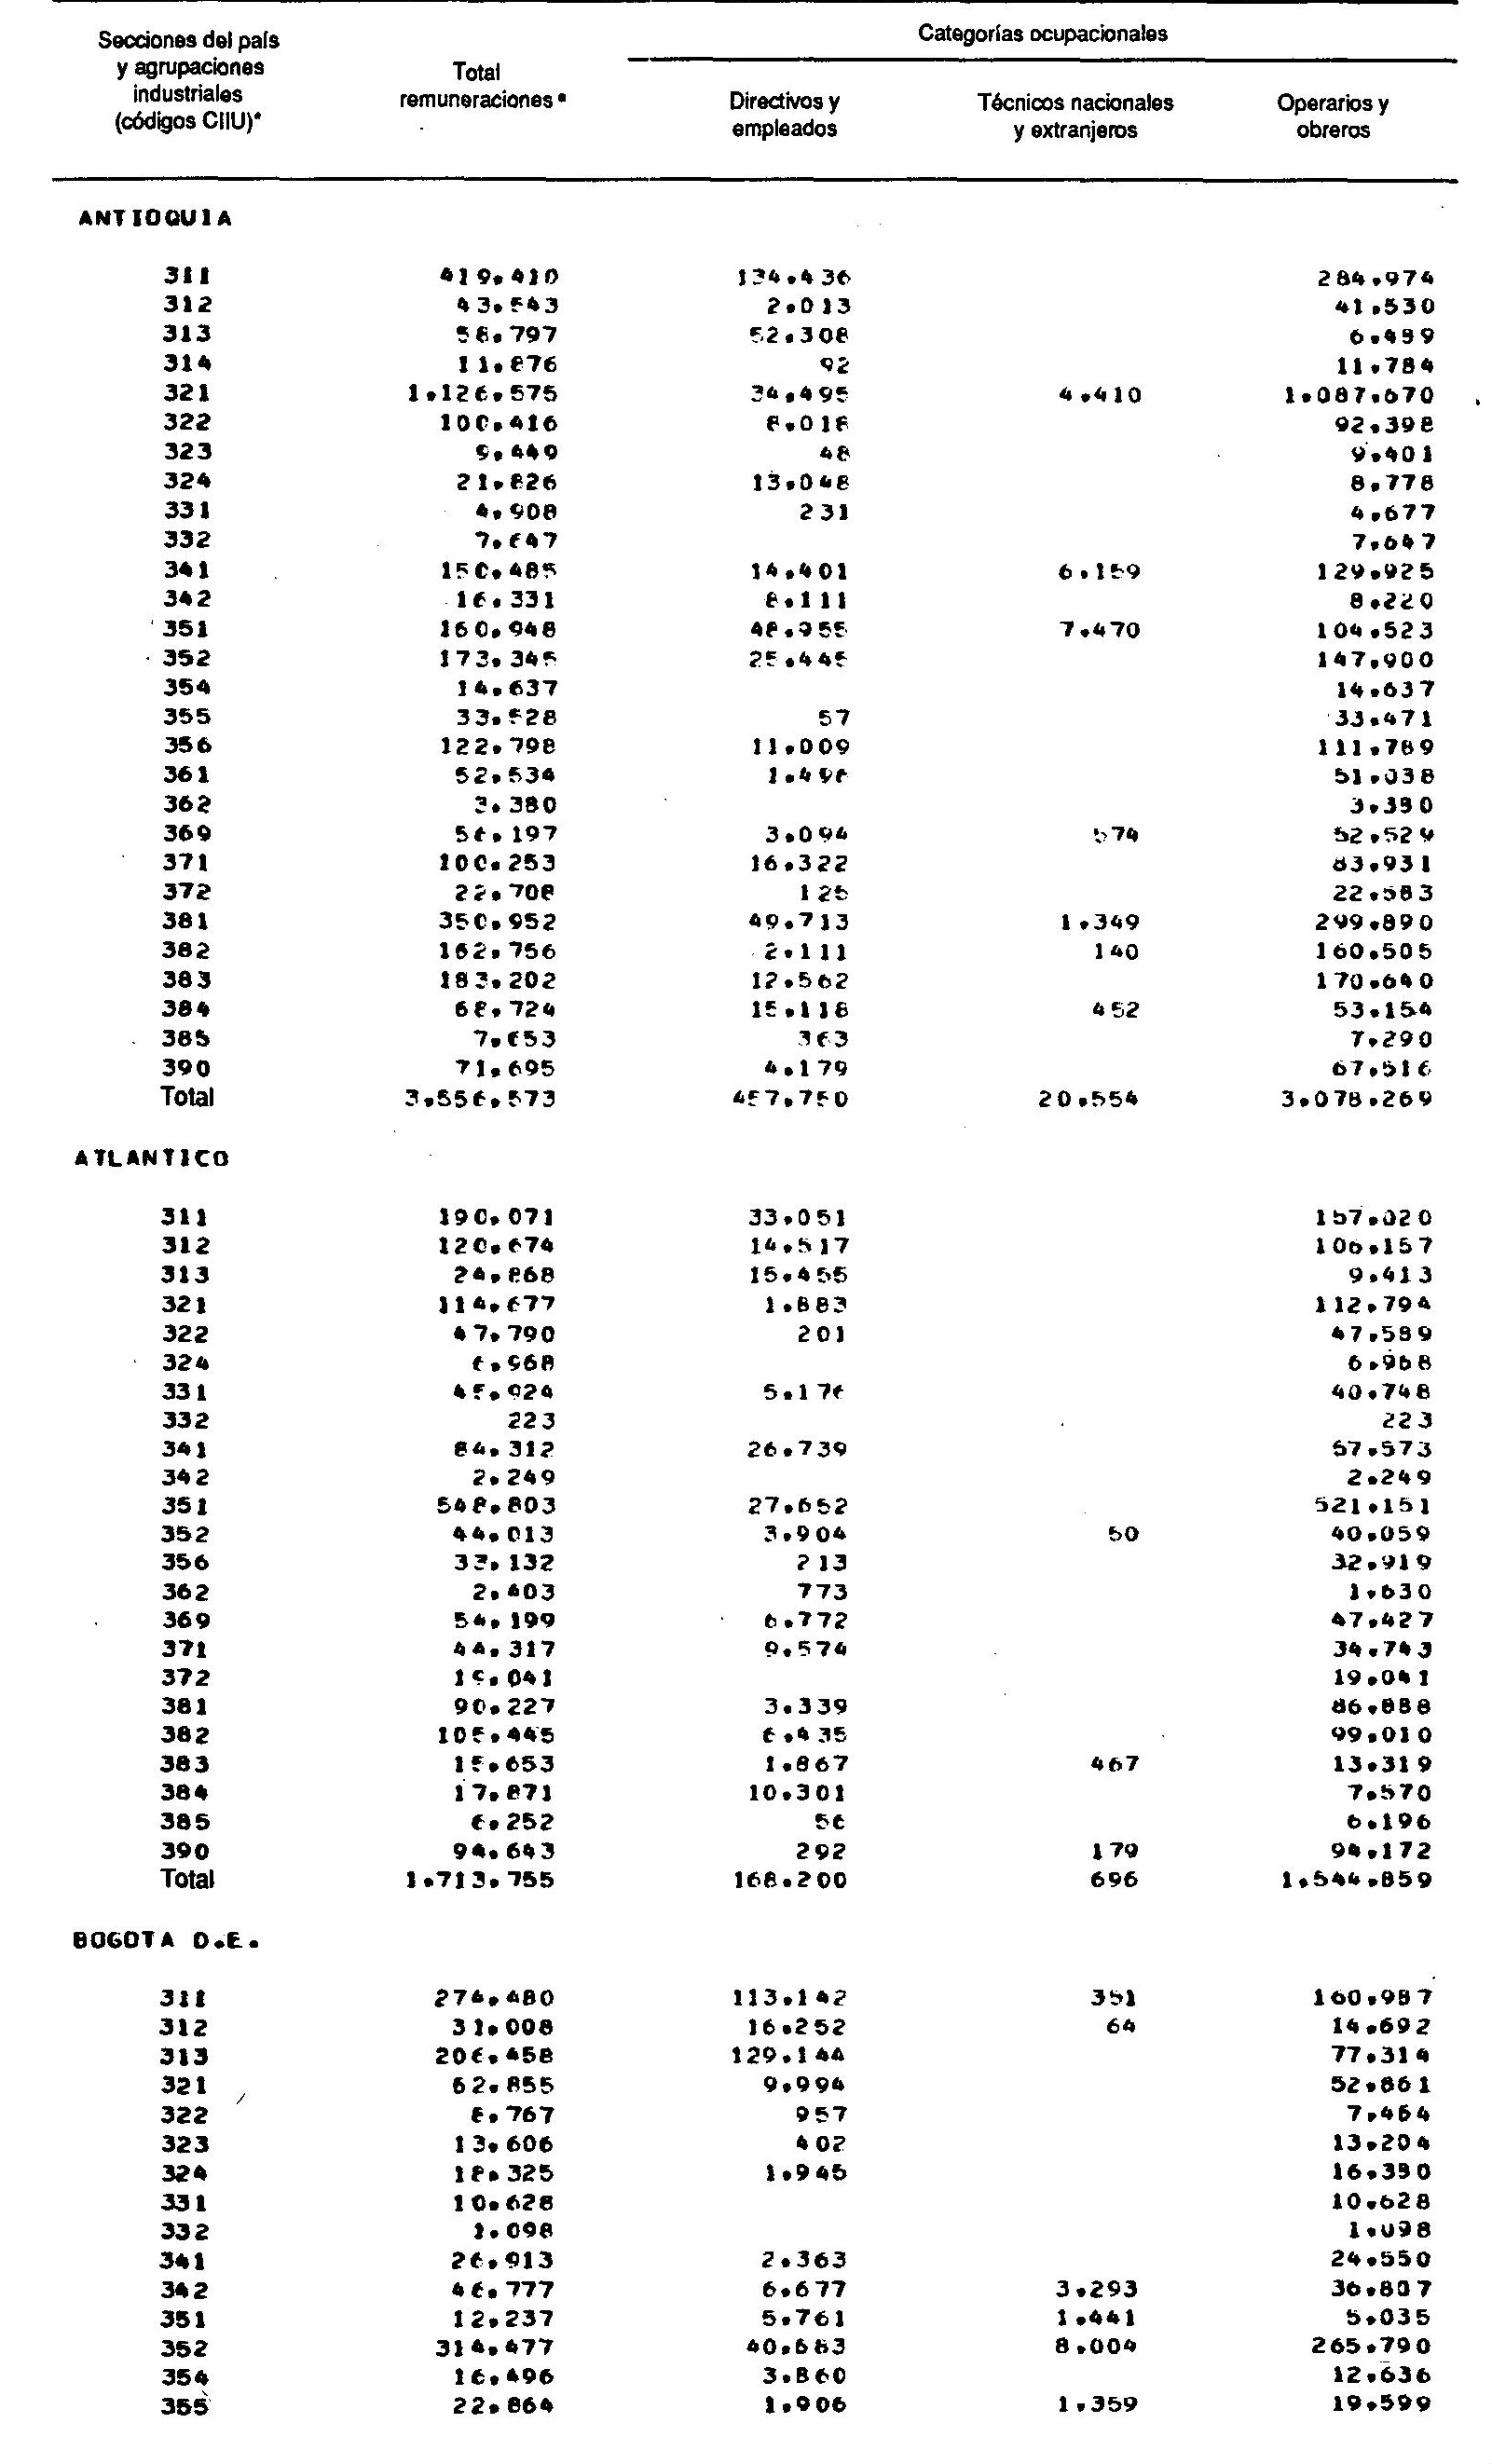 Secciones del país y agrupaciones industriales (códigos CIIU)* Total remuneraciones ª Categorías ocupacionales
Directivos y empleados Técnicos nacionales y extranjeros Operarios y obreros
ANTIOQUIA
311 419.410 134.436 284.974
312 43.543 2.013 41.530
313 58.797 52.308 6.489
314 11.876 92 11.784
321 1.126.575 34.495 4.410 1.087.670
322 100.416 8.018 92.398
323 9.449 48 9.401
324 21.826 13.048 8.778
331 4.908 231 4.677
332 7.647 7.647
341 150.485 14.401 6.159 129.925
342 16.331 8.111 8.220
351 160.948 48.955 7.470 104.523
352 173.345 25.445 147.900
354 14.637 14.637
355 33.528 57 33.471
356 122.798 11.009 111.789
361 52.534 1.496 51.038
362 3.380 3.380
369 56.197 3.094 574 52.529
371 100.253 16.322 83.931
372 22.708 125 22.583
381 350.952 49.713 1.349 299.890
382 162.756 2.111 140 160.505
383 183.202 12.562 170.640
384 68.724 15.118 452 53.154
385 7.653 363 7.290
390 71.695 4.179 67.516
Total 3.556.573 457.750 20.554 3.078.269
ATLANTICO
311 190.071 33.051 157.020
312 120.674 14.517 106.157
313 24.868 15.455 9.413
321 114.677 1.883 112.794
322 47.790 201 47.589
324 6.968 6.968
331 45.924 5.176 40.748
332 223 223
341 84.312 26.739 57.573
342 2.249 2.249
351 548.803 27.652 521.151
352 44.013 3.904 50 40.059
356 33.132 213 32.919
362 2.403 773 1.630
369 54.199 6.772 47.427
371 44.317 9.574 34.743
372 19.041 19.041
381 90.227 3.339 86.888
382 105.445 6.435 99.010
383 15.653 1.867 467 13.319
384 17.871 10.301 7.570
385 6.252 56 6.196
390 94.643 292 179 94.172
Total 1.713.755 168.200 696 1.544.859
BOGOTA D.E.
311 274.480 113.142 351 160.987
312 31.008 16.252 64 14.692
313 206.458 129.144 77.314
321 62.855 9.994 52.861
322 8.767 957 7.464
323 13.606 402 13.204
324 18.325 1.945 16.380
331 10.628 10.628
332 1.098 1.098
341 26.913 2.363 24.550
342 46.777 6.677 3.293 36.807
351 12.237 5.761 1.441 5.035
352 314.477 40.683 8.004 265.790
354 16.496 3.860 12.636
355 22.864 1.906 1.359 19.599